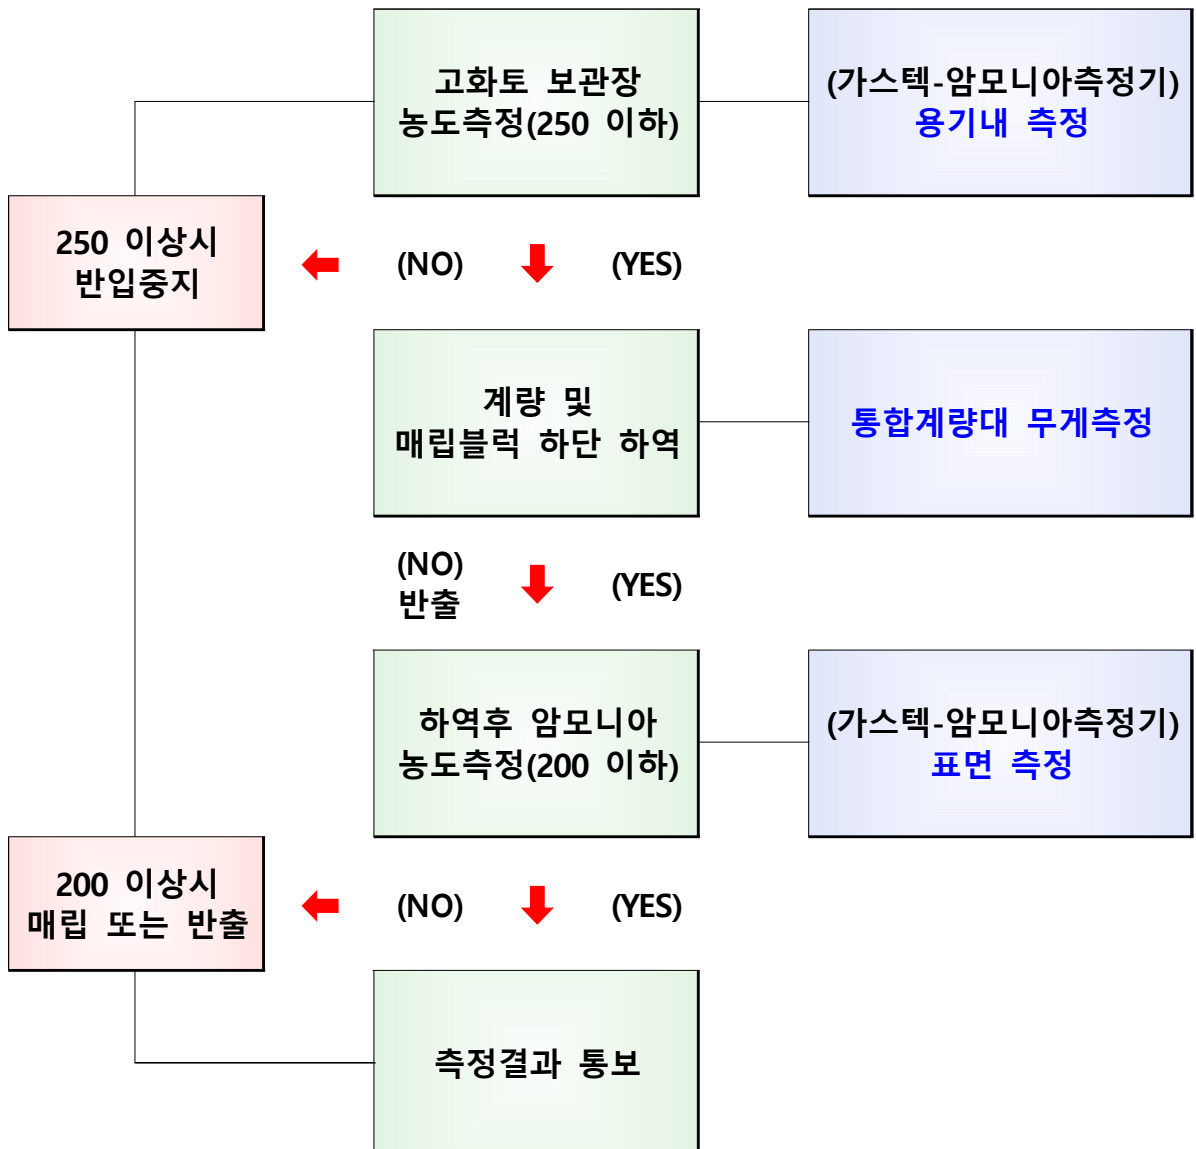 고화토 보관장
농도측정(250 이하)
(가스텍-암모니아측정기)
용기내 측정
250 이상시
반입중지
(NO)
(YES)
계량 및
매립블럭 하단 하역
통합계량대 무게측정
(NO)
반출
(YES)
하역후 암모니아
농도측정(200 이하)
(가스텍-암모니아측정기)
표면 측정
200 이상시
매립 또는 반출
(NO)
(YES)
측정결과 통보